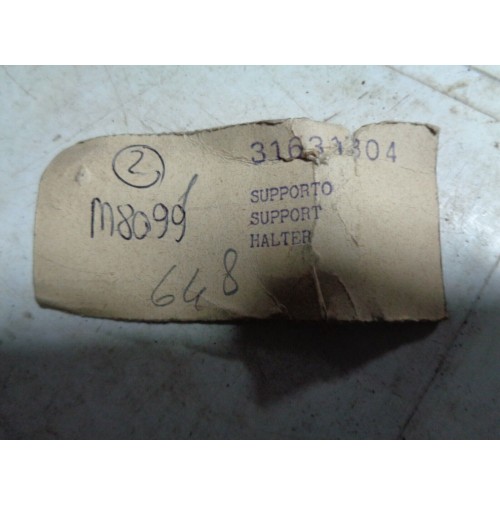 2
31631304
SUPPORTO
SUPPORT
HALTER
M8099
648